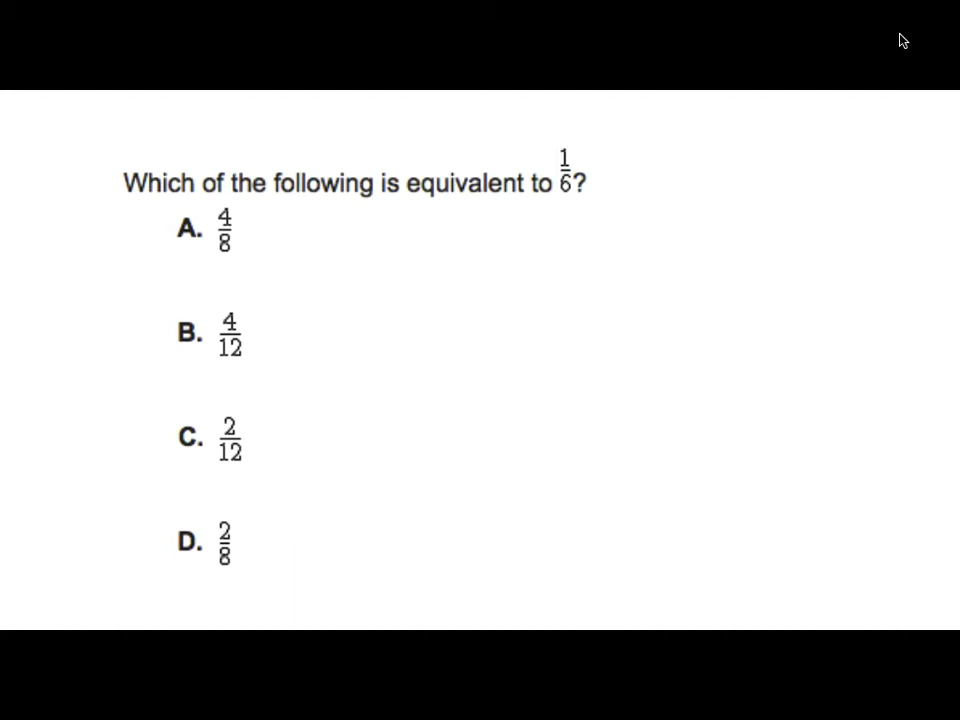 Which of the following is equivalent to 1/6?
A. 4/8
B. 4/12
C. 2/12
D. 2/8